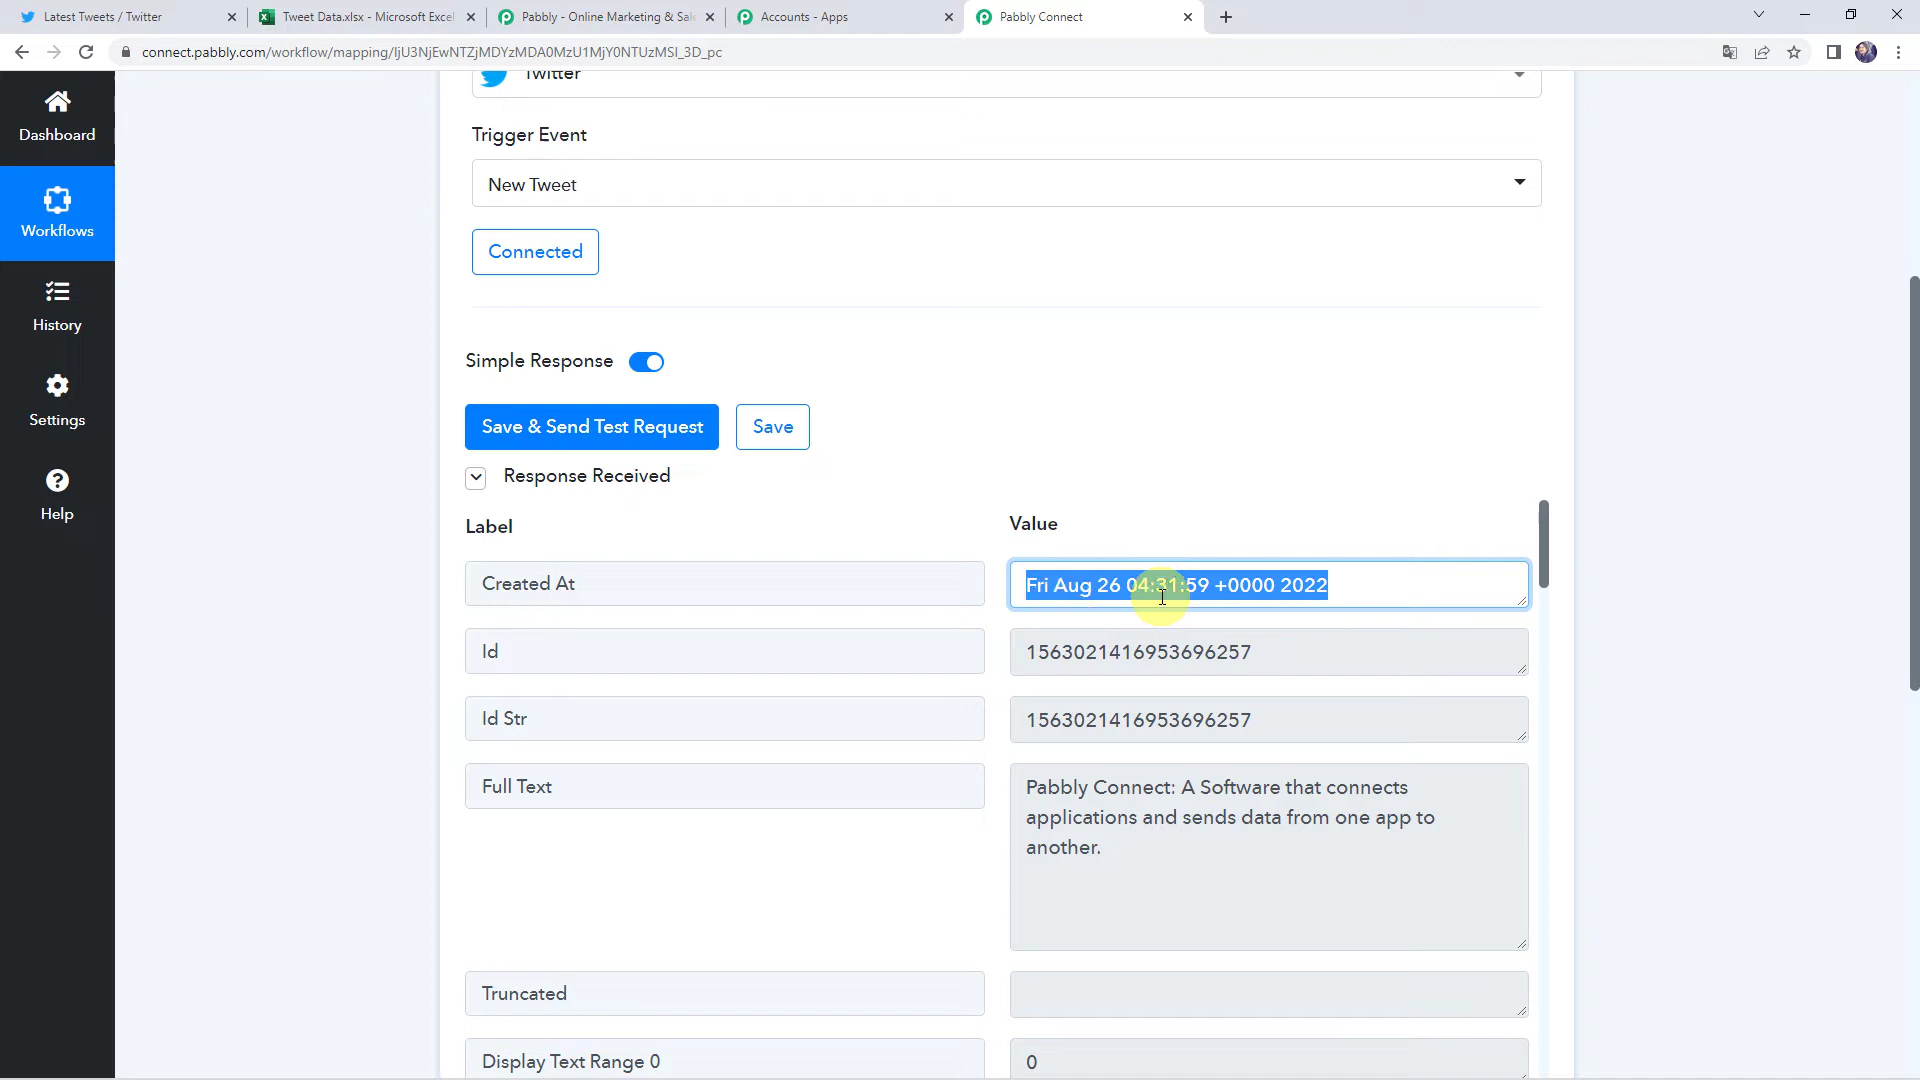 Latest Tweets / Twitter
Tweet Data.xlsx - Microsoft Excel
Pabbly - Online Marketing & Sal
Accounts - Apps
Pabbly Connect
connect.pabbly.com/workflow/mapping/IjU3NjEwNTZjMDYzMDA0MzU1MjY0NTUzMSI_3D_pc
Twitter
Dashboard
Trigger Event
New Tweet
Workflows
Connected
History
Simple Response
Settings
Save & Send Test Request
Save
Response Received
Help
Label
Value
Created At
Fri Aug 26 04:31:59 +0000 2022
Id
1563021416953696257
Id Str
1563021416953696257
Full Text
Pabbly Connect: A Software that connects
applications and sends data from one app to
another.
Truncated
Display Text Range 0
0